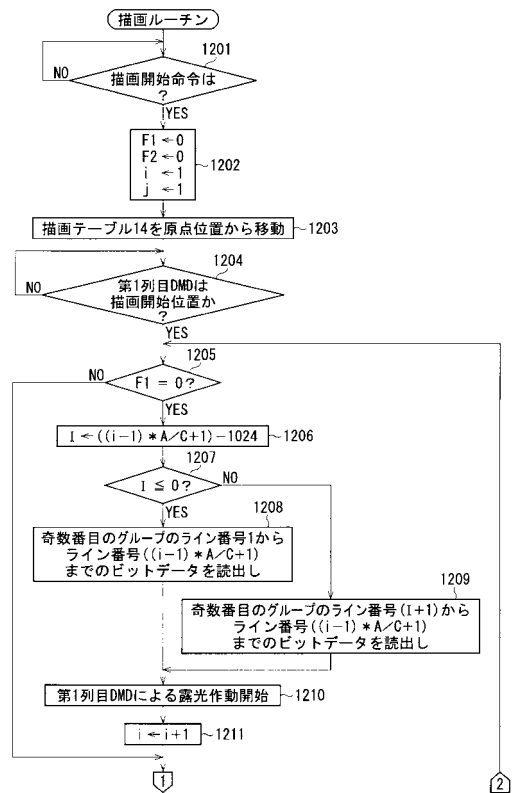 描画ルーチン
1201
NO
描画開始命令は
?
YES
F1 ← 0
F2 ← 0
i ← 1
j ← 1
1202
描画テーブル14を原点位置から移動
1203
1204
NO
第1列目DMDは
描画開始位置か
?
YES
1205
NO
F1 = 0?
YES
I ← ((i−1)*A/C+1)−1024
1206
1207
NO
I ≦ 0?
YES
1208
奇数番目のグループのライン番号1から
ライン番号((i−1)*A/C+1)
までのビットデータを読出し
1209
奇数番目のグループのライン番号(I+1)から
ライン番号((i−1)*A/C+1)
までのビットデータを読出し
第1列目DMDによる露光作動開始
1210
i ← i+1
1211
1
2